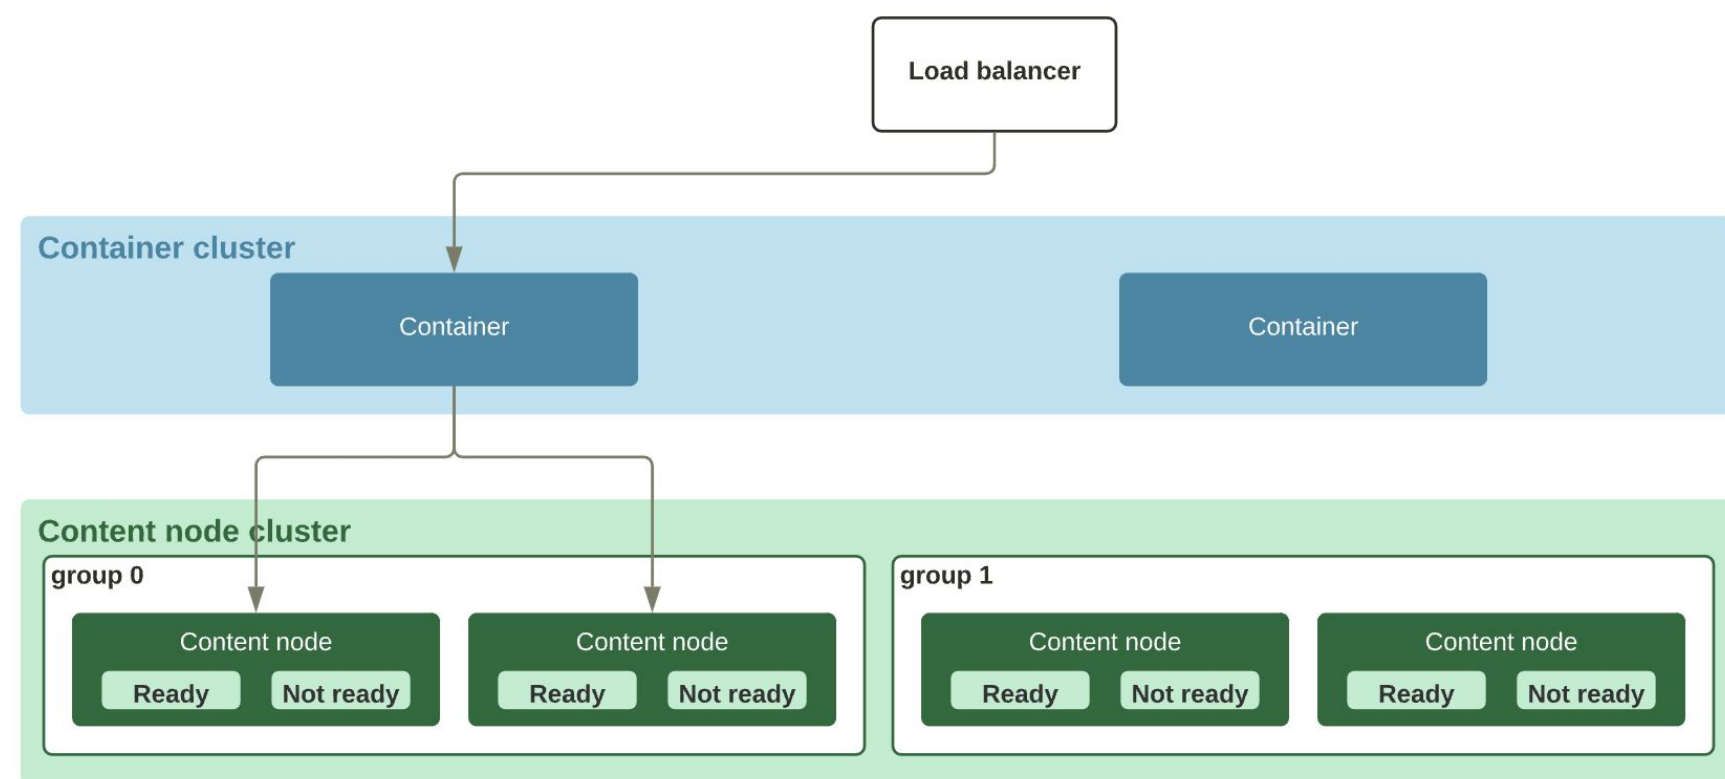 Load balancer
Container cluster
Container
Container
Content node cluster
group 0
group 1
Content node
Content node
Content node
Content node
Ready
Not ready
Ready
Not ready
Ready
Not ready
Ready
Not ready